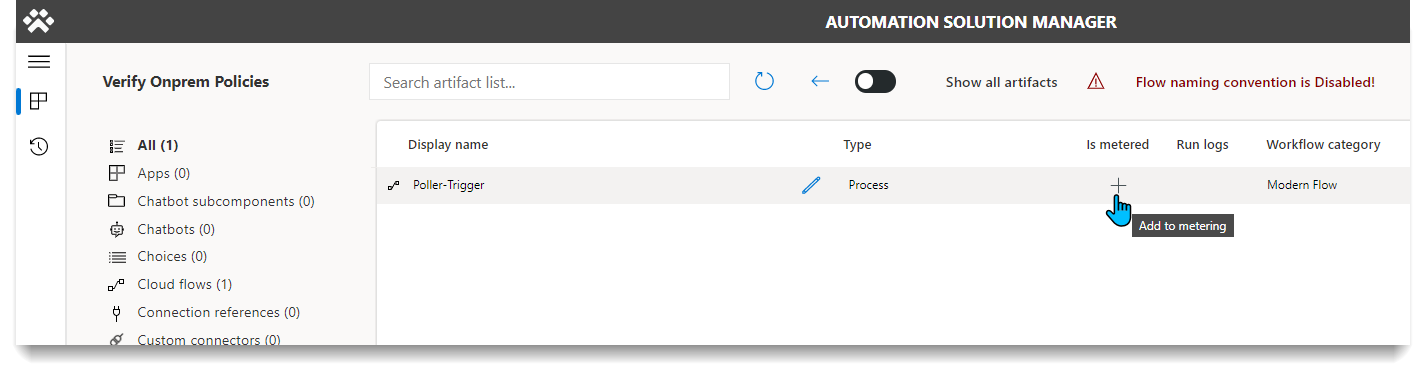 AUTOMATION SOLUTION MANAGER
Verify Onprem Policies
Search artifact list...
Show all artifacts
Flow naming convention is Disabled!
All (1)
Apps (0)
Chatbot subcomponents (0)
Chatbots (0)
Choices (0)
Cloud flows (1)
Connection references (0)
Custom connectors (0)
Display name Type Is metered Run logs Workflow category
Poller-Trigger Process Modern Flow
Add to metering